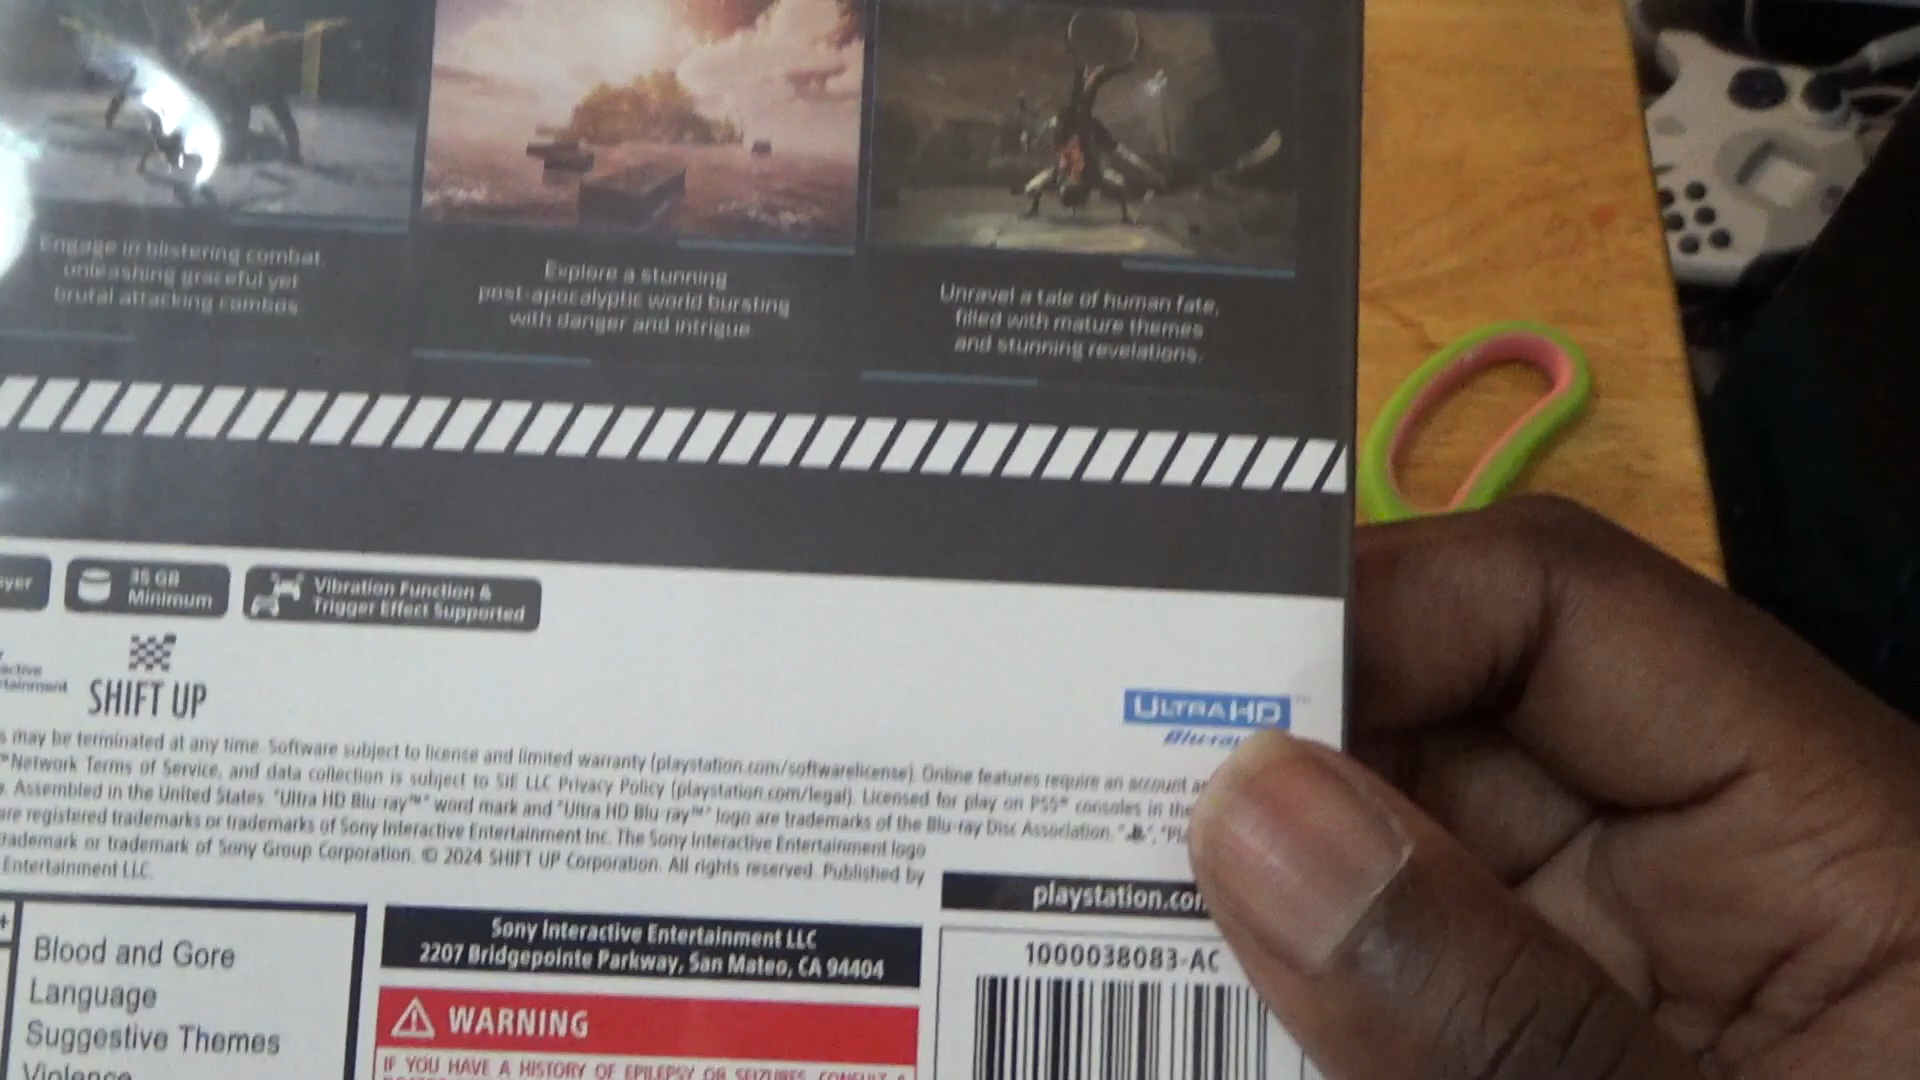 Engage in blistering combat,
unleashing graceful yet
brutal attacking combos
Explore a stunning
post-apocalyptic world bursting
with danger and intrigue
Unravel a tale of human fate,
filled with mature themes
and stunning revelations.
35 GB
Minimum
Vibration Function &
Trigger Effect Supported
SHIFT UP
ULTRA HD
Blu-ray
may be terminated at any time. Software subject to license and limited warranty (playstation.com/softwarelicense). Online features require an account
Network Terms of Service, and data collection is subject to SIE LLC Privacy Policy (playstation.com/legal). Licensed for play on PS5® consoles in the
Assembled in the United States. "Ultra HD Blu-ray™" word mark and "Ultra HD Blu-ray™" logo are trademarks of the Blu-ray Disc Association.
are registered trademarks or trademarks of Sony Interactive Entertainment Inc. The Sony Interactive Entertainment logo
trademark or trademark of Sony Group Corporation. © 2024 SHIFT UP Corporation. All rights reserved. Published by
Entertainment LLC.
Blood and Gore
Language
Suggestive Themes
Violence
Sony Interactive Entertainment LLC
2207 Bridgepointe Parkway, San Mateo, CA 94404
WARNING
IF YOU HAVE A HISTORY OF EPILEPSY OR SEIZURES, CONSULT A
playstation.com
1000038083-AC